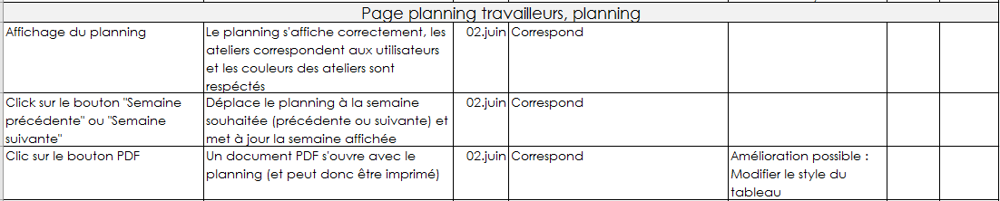 Page planning travailleurs, planning
Affichage du planning
Le planning s'affiche correctement, les
ateliers correspondent aux utilisateurs
et les couleurs des ateliers sont
respéctés
02.juin
Correspond
Click sur le bouton "Semaine
précédente" ou "Semaine
suivante"
Déplace le planning à la semaine
souhaitée (précédente ou suivante) et
met à jour la semaine affichée
02.juin
Correspond
Clic sur le bouton PDF
Un document PDF s'ouvre avec le
planning (et peut donc être imprimé)
02.juin
Correspond
Amélioration possible :
Modifier le style du
tableau